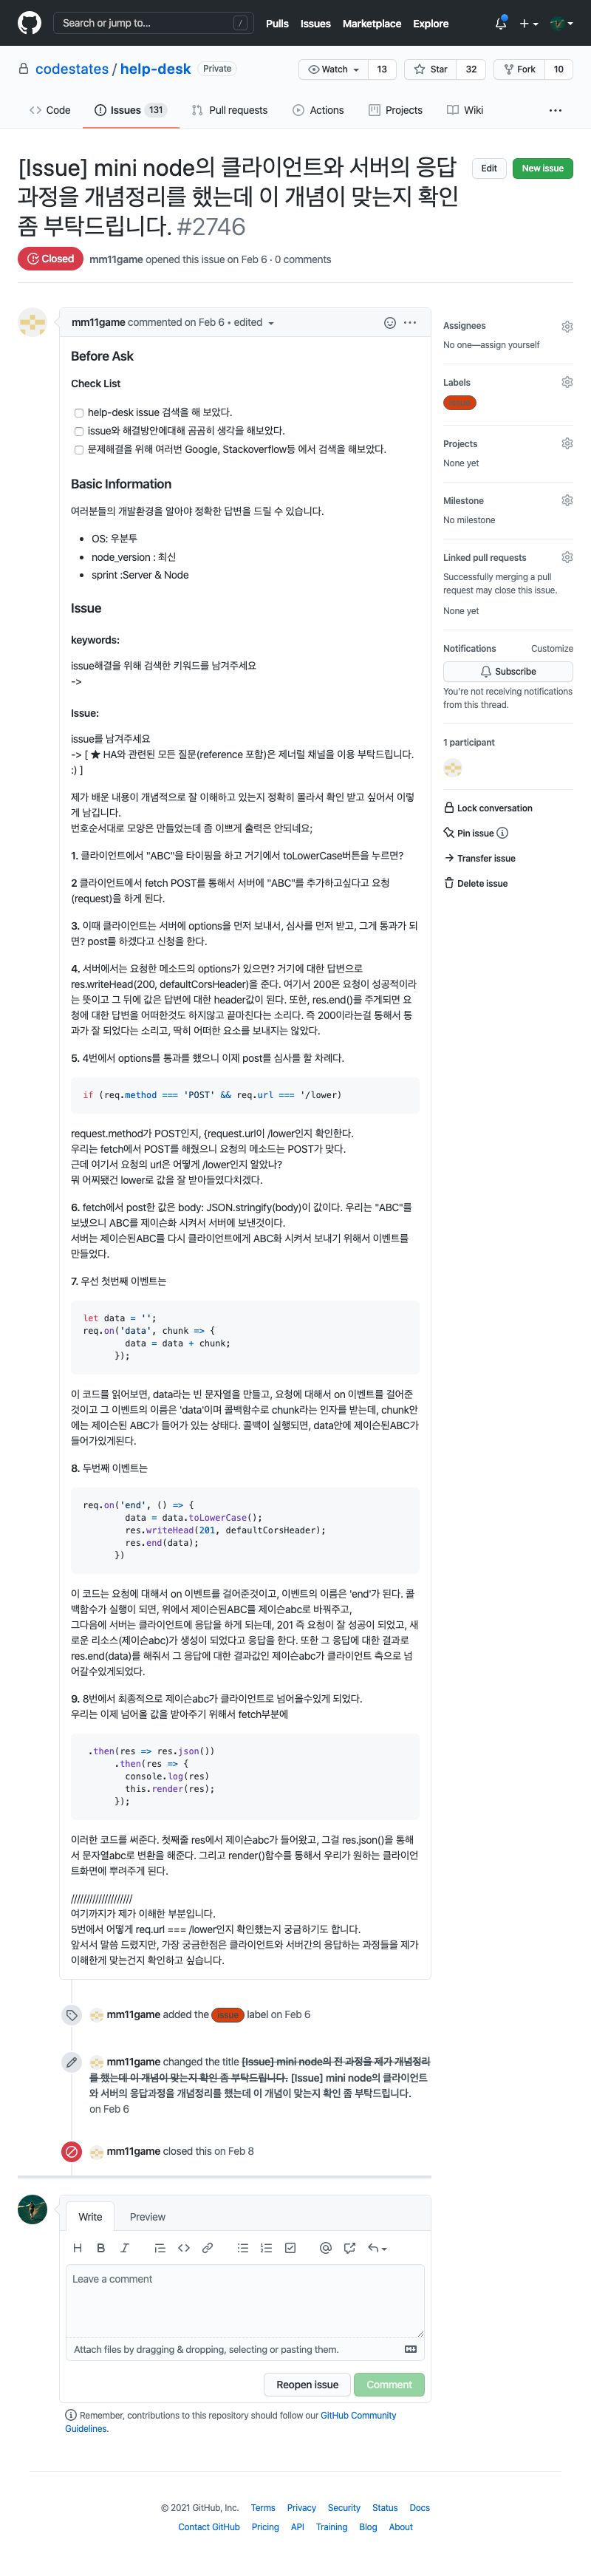 Search or jump to...
/
Pulls Issues Marketplace Explore
codestates / help-desk Private
Watch 13 Star 32 Fork 10
Code Issues 131 Pull requests Actions Projects Wiki ...
[Issue] mini node의 클라이언트와 서버의 응답
과정을 개념정리를 했는데 이 개념이 맞는지 확인
좀 부탁드립니다. #2746
Edit New issue
Closed mm11game opened this issue on Feb 6 · 0 comments
mm11game commented on Feb 6 • edited
Before Ask
Check List
help-desk issue 검색을 해 보았다.
issue와 해결방안에대해 곰곰히 생각을 해보았다.
문제해결을 위해 여러번 Google, Stackoverflow등 에서 검색을 해보았다.
Basic Information
여러분들의 개발환경을 알아야 정확한 답변을 드릴 수 있습니다.
• OS: 우분투
• node_version : 최신
• sprint :Server & Node
Issue
keywords:
issue해결을 위해 검색한 키워드를 남겨주세요
->
Issue:
issue를 남겨주세요
-> [ ★ HA와 관련된 모든 질문(reference 포함)은 제너럴 채널을 이용 부탁드립니다.
:) ]
제가 배운 내용이 개념적으로 잘 이해하고 있는지 정확히 몰라서 확인 받고 싶어서 이렇
게 남깁니다.
번호순서대로 모양은 만들었는데 좀 이쁘게 출력은 안되네요;
1. 클라이언트에서 "ABC"을 타이핑을 하고 거기에서 toLowerCase버튼을 누르면?
2 클라이언트에서 fetch POST를 통해서 서버에 "ABC"를 추가하고싶다고 요청
(request)을 하게 된다.
3. 이때 클라이언트는 서버에 options을 먼저 보내서, 심사를 먼저 받고, 그게 통과가 되
면? post를 하겠다고 신청을 한다.
4. 서버에서는 요청한 메소드의 options가 있으면? 거기에 대한 답변으로
res.writeHead(200, defaultCorsHeader)을 준다. 여기서 200은 요청이 성공적이라
는 뜻이고 그 뒤에 값은 답변에 대한 header값이 된다. 또한, res.end()를 주게되면 요
청에 대한 답변을 어떠한것도 하지않고 끝마친다는 소리다. 즉 200이라는걸 통해서 통
과가 잘 되었다는 소리고, 딱히 어떠한 요소를 보내지는 않았다.
5. 4번에서 options를 통과를 했으니 이제 post를 심사를 할 차례다.
if (req.method === 'POST' && req.url === '/lower)
request.method가 POST인지, {request.url이 /lower인지 확인한다.
우리는 fetch에서 POST를 해줬으니 요청의 메소드는 POST가 맞다.
근데 여기서 요청의 url은 어떻게 /lower인지 알았나?
뭐 어찌됐건 lower로 값을 잘 받아들였다치겠다.
6. fetch에서 post한 값은 body: JSON.stringify(body)이 값이다. 우리는 "ABC"를
보냈으니 ABC를 제이슨화 시켜서 서버에 보낸것이다.
서버는 제이슨된ABC를 다시 클라이언트에게 ABC화 시켜서 보내기 위해서 이벤트를
만들었다.
7. 우선 첫번째 이벤트는
let data = '';
req.on('data', chunk => {
data = data + chunk;
});
이 코드를 읽어보면, data라는 빈 문자열을 만들고, 요청에 대해서 on 이벤트를 걸어준
것이고 그 이벤트의 이름은 'data'이며 콜백함수로 chunk라는 인자를 받는데, chunk안
에는 제이슨된 ABC가 들어가 있는 상태다. 콜백이 실행되면, data안에 제이슨된ABC가
들어가있게된다.
8. 두번째 이벤트는
req.on('end', () => {
data = data.toLowerCase();
res.writeHead(201, defaultCorsHeader);
res.end(data);
})
이 코드는 요청에 대해서 on 이벤트를 걸어준것이고, 이벤트의 이름은 'end'가 된다. 콜
백함수가 실행이 되면, 위에서 제이슨된ABC를 제이슨abc로 바꿔주고,
그다음에 서버는 클라이언트에 응답을 하게 되는데, 201 즉 요청이 잘 성공이 되었고, 새
로운 리소스(제이슨abc)가 생성이 되었다고 응답을 한다. 또한 그 응답에 대한 결과로
res.end(data)를 해줘서 그 응답에 대한 결과값인 제이슨abc가 클라이언트 측으로 넘
어갈수있게되었다.
9. 8번에서 최종적으로 제이슨abc가 클라이언트로 넘어올수있게 되었다.
우리는 이제 넘어올 값을 받아주기 위해서 fetch부분에
.then(res => res.json())
.then(res => {
console.log(res)
this.render(res);
});
이러한 코드를 써준다. 첫째줄 res에서 제이슨abc가 들어왔고, 그걸 res.json()을 통해
서 문자열abc로 변환을 해준다. 그리고 render()함수를 통해서 우리가 원하는 클라이언
트화면에 뿌려주게 된다.
////////////////////
여기까지가 제가 이해한 부분입니다.
5번에서 어떻게 req.url === /lower인지 확인했는지 궁금하기도 합니다.
앞서서 말씀 드렸지만, 가장 궁금한점은 클라이언트와 서버간의 응답하는 과정들을 제가
이해한게 맞는건지 확인하고 싶습니다.
Assignees
No one—assign yourself
Labels
issue
Projects
None yet
Milestone
No milestone
Linked pull requests
Successfully merging a pull
request may close this issue.
None yet
Notifications Customize
Subscribe
You're not receiving notifications
from this thread.
1 participant
Lock conversation
Pin issue
Transfer issue
Delete issue
mm11game added the issue label on Feb 6
mm11game changed the title [Issue] mini node의 전 과정을 제가 개념정리
를 했는데 이 개념이 맞는지 확인 좀 부탁드립니다. [Issue] mini node의 클라이언트
와 서버의 응답과정을 개념정리를 했는데 이 개념이 맞는지 확인 좀 부탁드립니다.
on Feb 6
mm11game closed this on Feb 8
Write Preview
H B I
Leave a comment
Attach files by dragging & dropping, selecting or pasting them.
Reopen issue Comment
Remember, contributions to this repository should follow our GitHub Community
Guidelines.
© 2021 GitHub, Inc. Terms Privacy Security Status Docs
Contact GitHub Pricing API Training Blog About